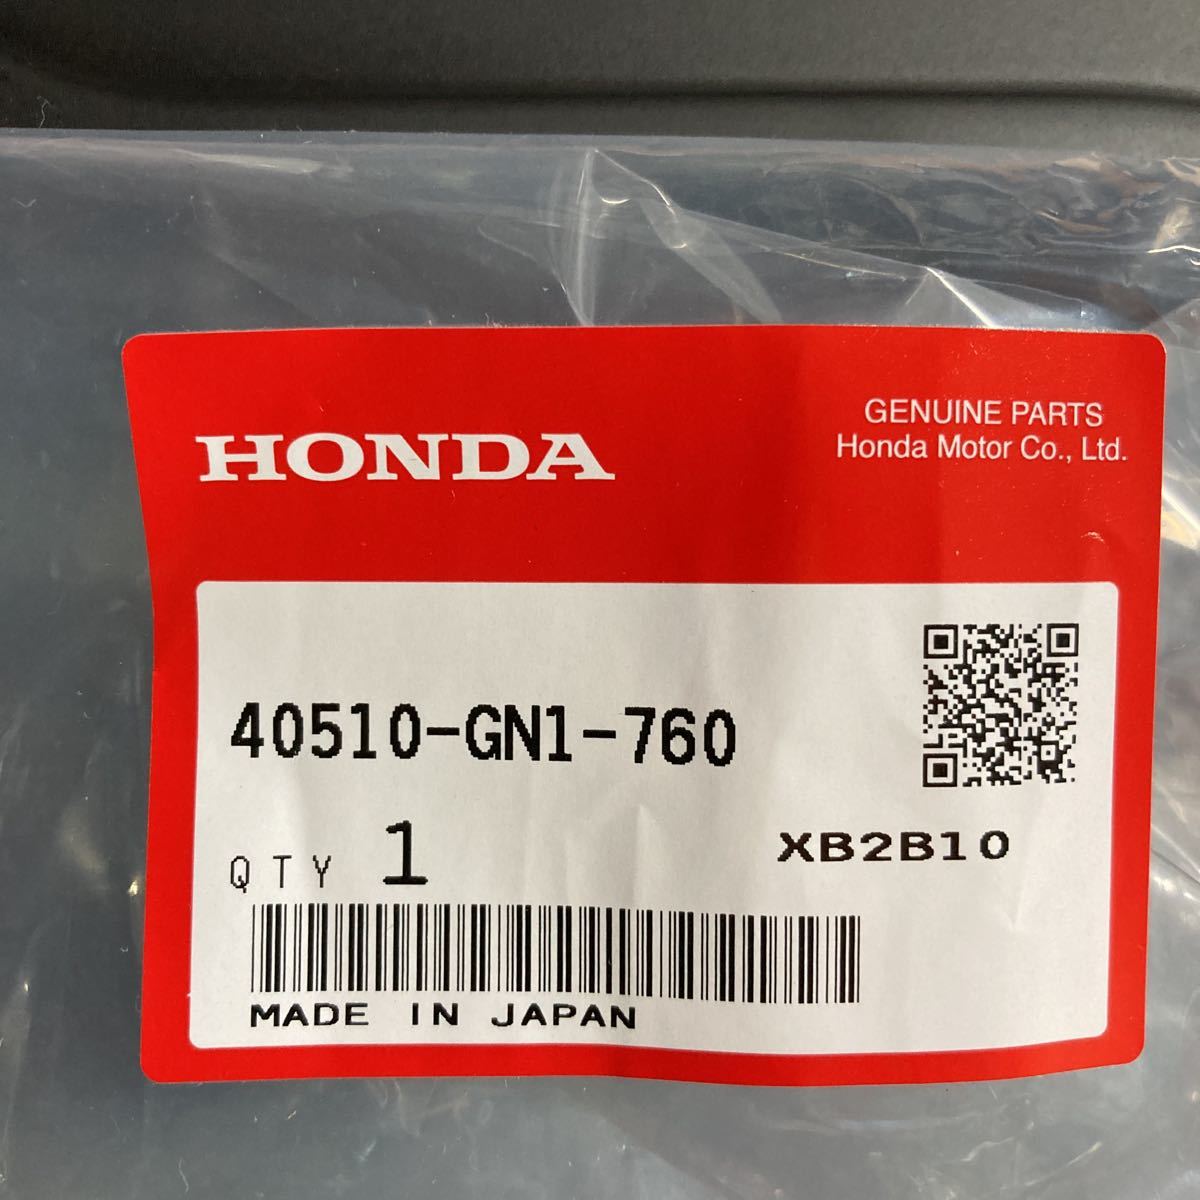 HONDA
GENUINE PARTS
Honda Motor Co., Ltd.
40510-GN1-760
QTY 1
XB2B10
MADE IN JAPAN